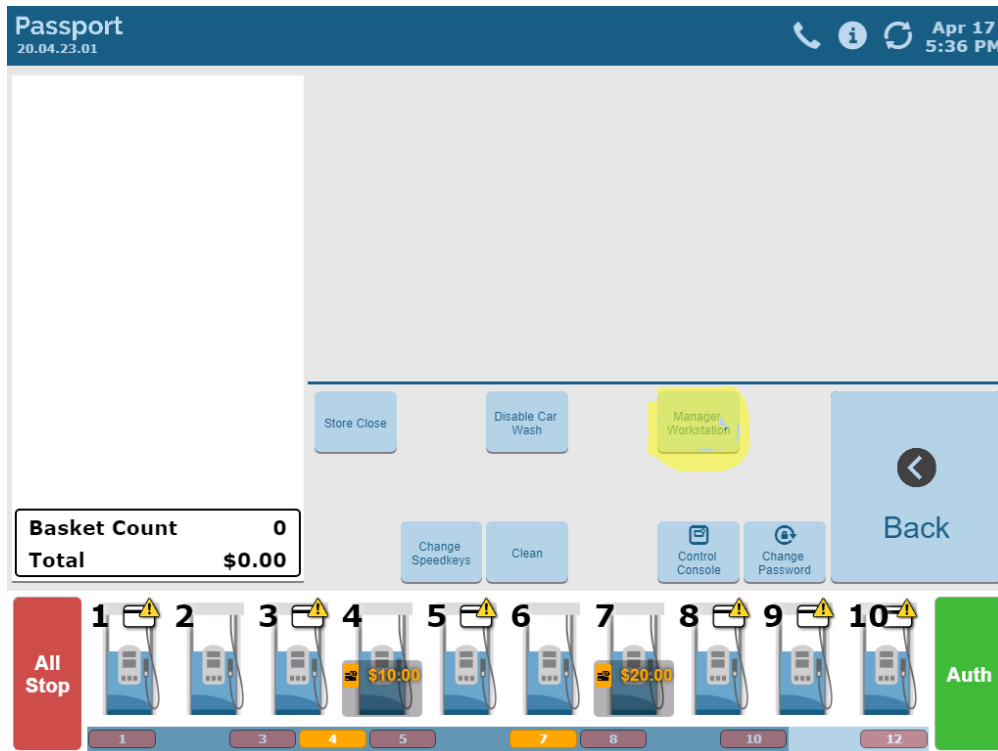 Passport
20.04.23.01
Apr 17
5:36 PM
Store Close
Disable Car
Wash
Manager
Workstation
Back
Basket Count 0
Total $0.00
Change
Speedkeys
Clean
Control
Console
Change
Password
All
Stop
1 2 3 4 5 6 7 8 9 10
$10.00 $20.00
Auth
1 3 4 5 7 8 10 12